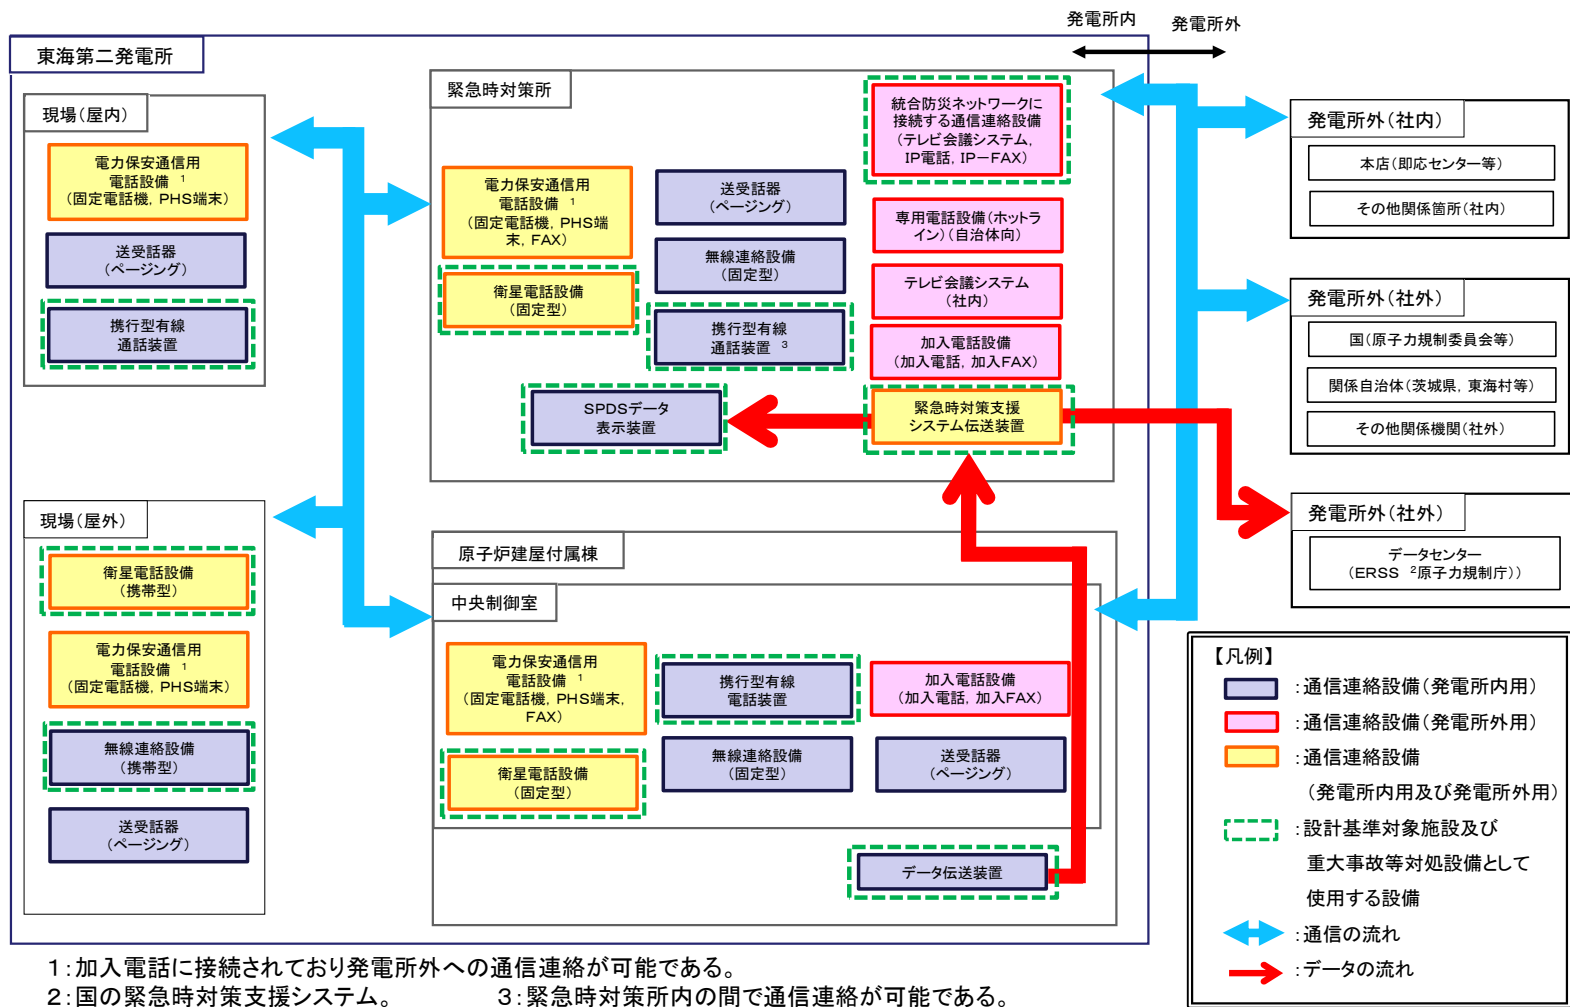 発電所内 発電所外
東海第二発電所
現場（屋内）
電力保安通信用
電話設備 1
（固定電話機，PHS端末）
送受話器
（ページング）
携行型有線
通話装置
現場（屋外）
衛星電話設備
（携帯型）
電力保安通信用
電話設備 1
（固定電話機，PHS端末）
無線連絡設備
（携帯型）
送受話器
（ページング）
緊急時対策所
電力保安通信用
電話設備 1
（固定電話機，PHS端
末，FAX）
衛星電話設備
（固定型）
送受話器
（ページング）
無線連絡設備
（固定型）
携行型有線
通話装置 3
統合防災ネットワークに
接続する通信連絡設備
（テレビ会議システム，
IP電話，IP－FAX）
専用電話設備（ホットラ
イン）（自治体向）
テレビ会議システム
（社内）
加入電話設備
（加入電話，加入FAX）
SPDSデータ
表示装置
緊急時対策支援
システム伝送装置
原子炉建屋付属棟
中央制御室
電力保安通信用
電話設備 1
（固定電話機，PHS端末，
FAX）
衛星電話設備
（固定型）
携行型有線
電話装置
無線連絡設備
（固定型）
加入電話設備
（加入電話，加入FAX）
送受話器
（ページング）
データ伝送装置
発電所外（社内）
本店（即応センター等）
その他関係箇所（社内）
発電所外（社外）
国（原子力規制委員会等）
関係自治体（茨城県，東海村等）
その他関係機関（社外）
発電所外（社外）
データセンター
（ERSS 2原子力規制庁））
【凡例】
：通信連絡設備（発電所内用）
：通信連絡設備（発電所外用）
：通信連絡設備
（発電所内用及び発電所外用）
：設計基準対象施設及び
重大事故等対処設備として
使用する設備
：通信の流れ
：データの流れ
1：加入電話に接続されており発電所外への通信連絡が可能である。
2：国の緊急時対策支援システム。 3：緊急時対策所内の間で通信連絡が可能である。